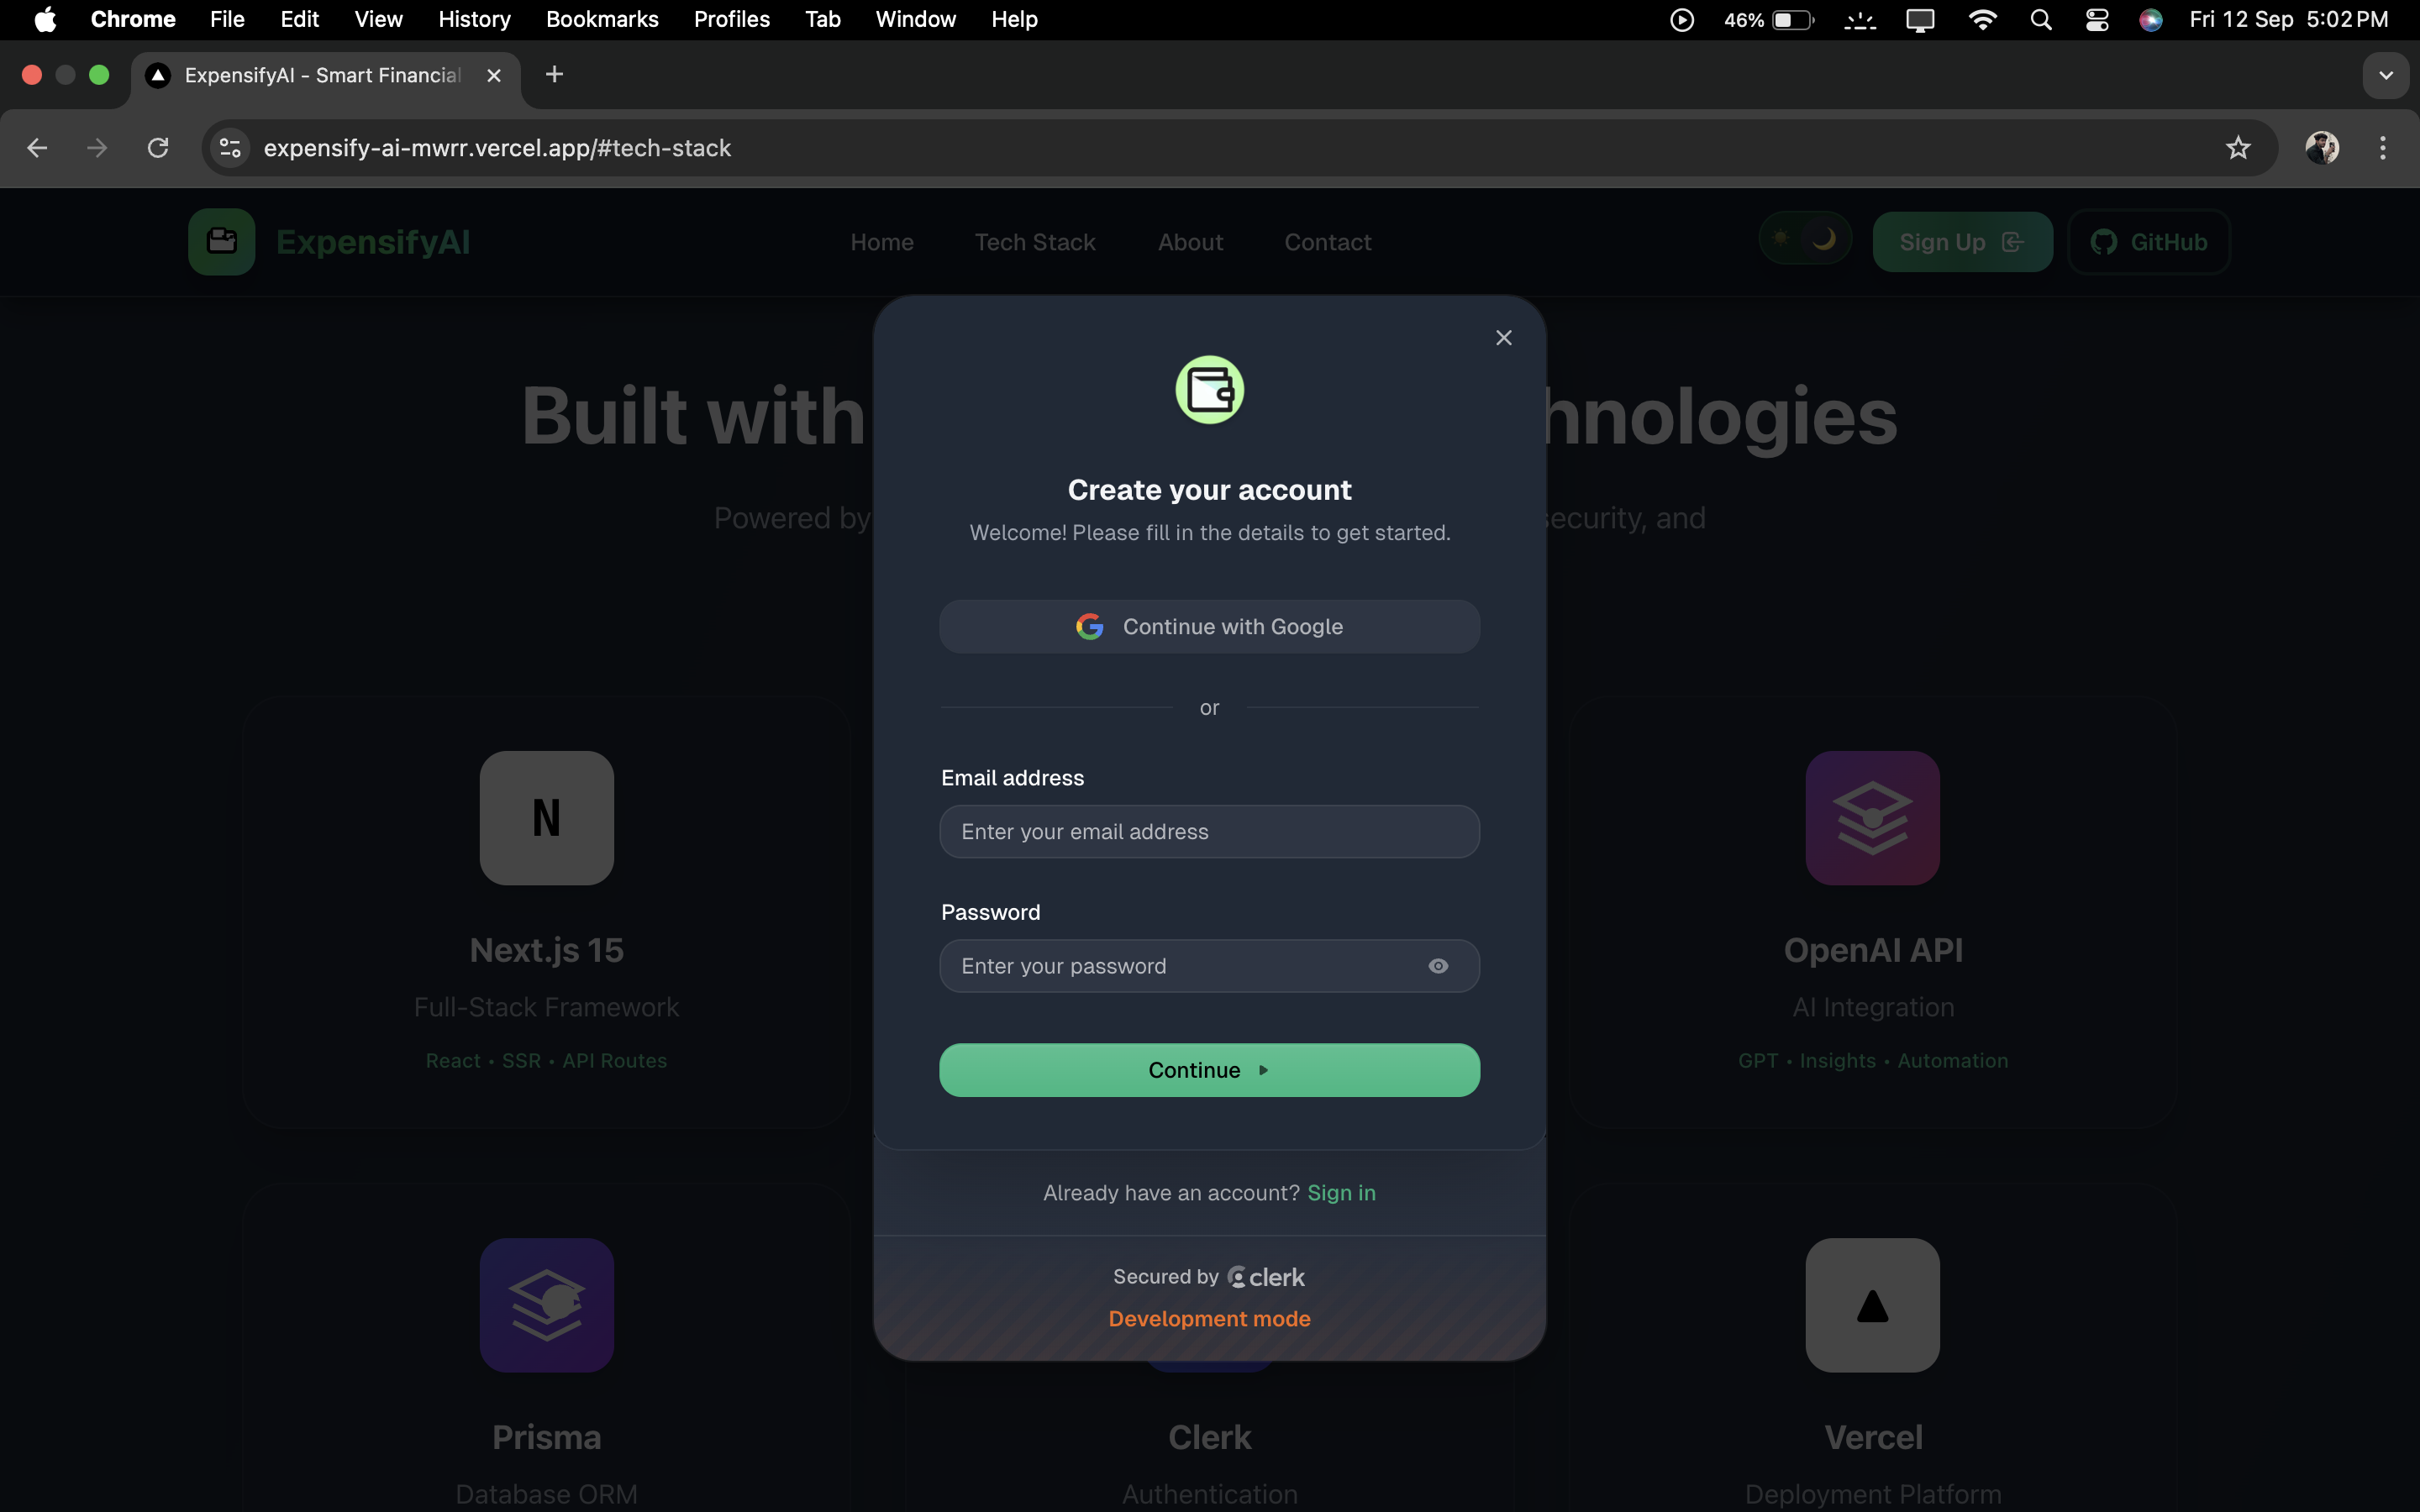 Chrome File Edit View History Bookmarks Profiles Tab Window Help 46% Fri 12 Sep 5:02 PM
ExpensifyAI - Smart Financial
expensify-ai-mwrr.vercel.app/#tech-stack
ExpensifyAI Home Tech Stack About Contact Sign Up GitHub
Built with hnologies
Powered by security, and
Create your account
Welcome! Please fill in the details to get started.
Continue with Google
or
Email address
Enter your email address
Password
Enter your password
Continue
Already have an account? Sign in
Secured by clerk
Development mode
N
Next.js 15
Full-Stack Framework
React • SSR • API Routes
OpenAI API
AI Integration
GPT • Insights • Automation
Prisma
Database ORM
Clerk
Authentication
Vercel
Deployment Platform